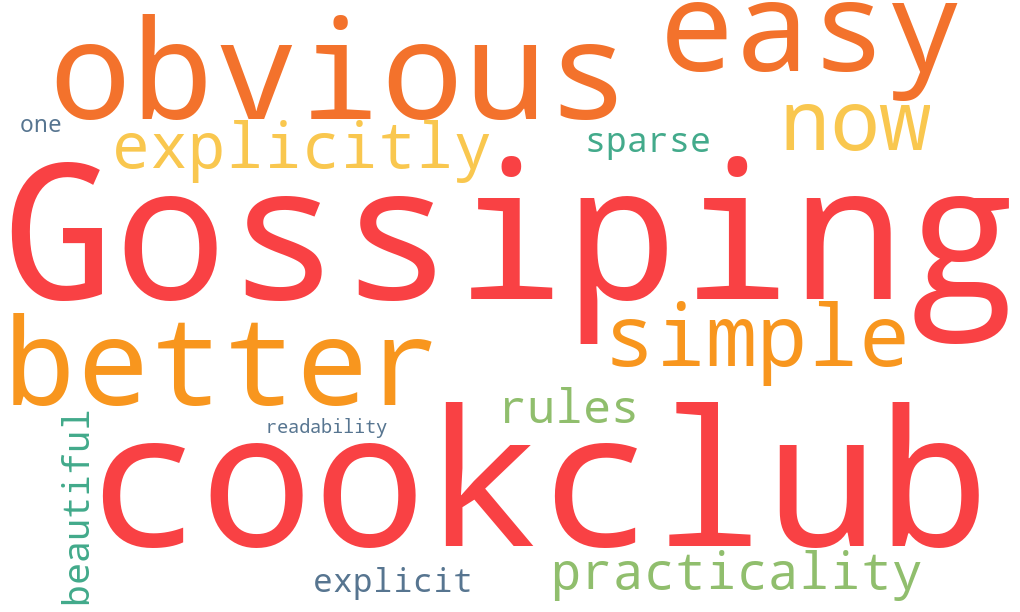 obvious
easy
one
explicitly
sparse
now
Gossiping
better
simple
beautiful
readability
rules
cookclub
explicit
practicality